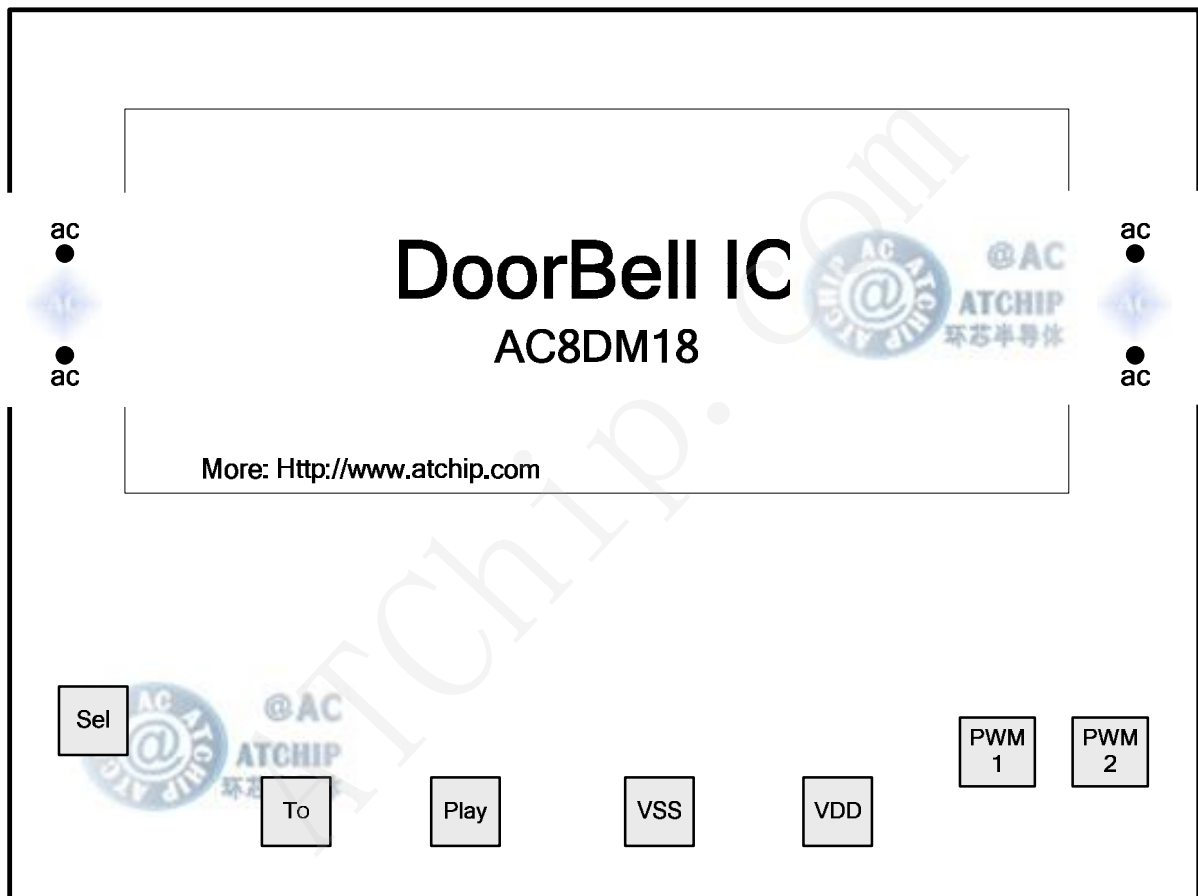 ac
ac
DoorBell IC
@AC
ATCHIP
环芯半导体
AC8DM18
ac
ac
More: Http://www.atchip.com
ATChip.com
Sel
@AC
ATCHIP
To
Play
VSS
VDD
PWM
1
PWM
2